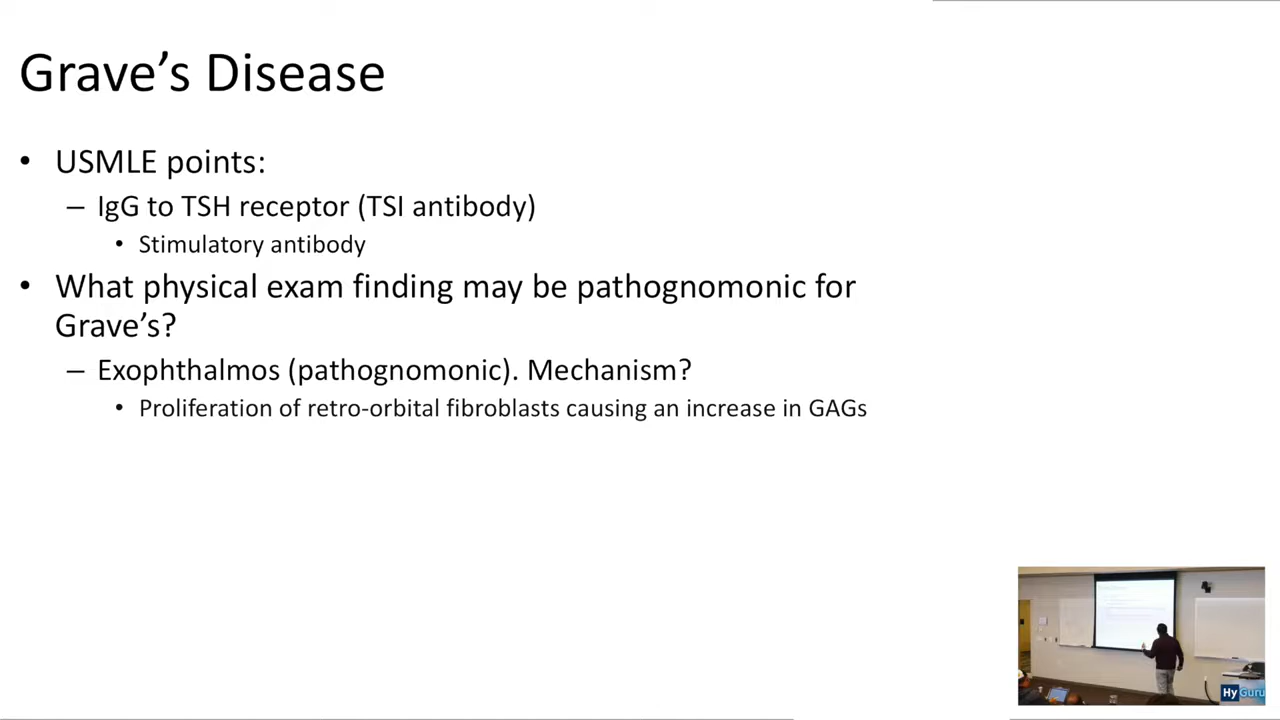 Grave’s Disease
• USMLE points:
– IgG to TSH receptor (TSI antibody)
• Stimulatory antibody
• What physical exam finding may be pathognomonic for
Grave’s?
– Exophthalmos (pathognomonic). Mechanism?
• Proliferation of retro-orbital fibroblasts causing an increase in GAGs
HyGuru